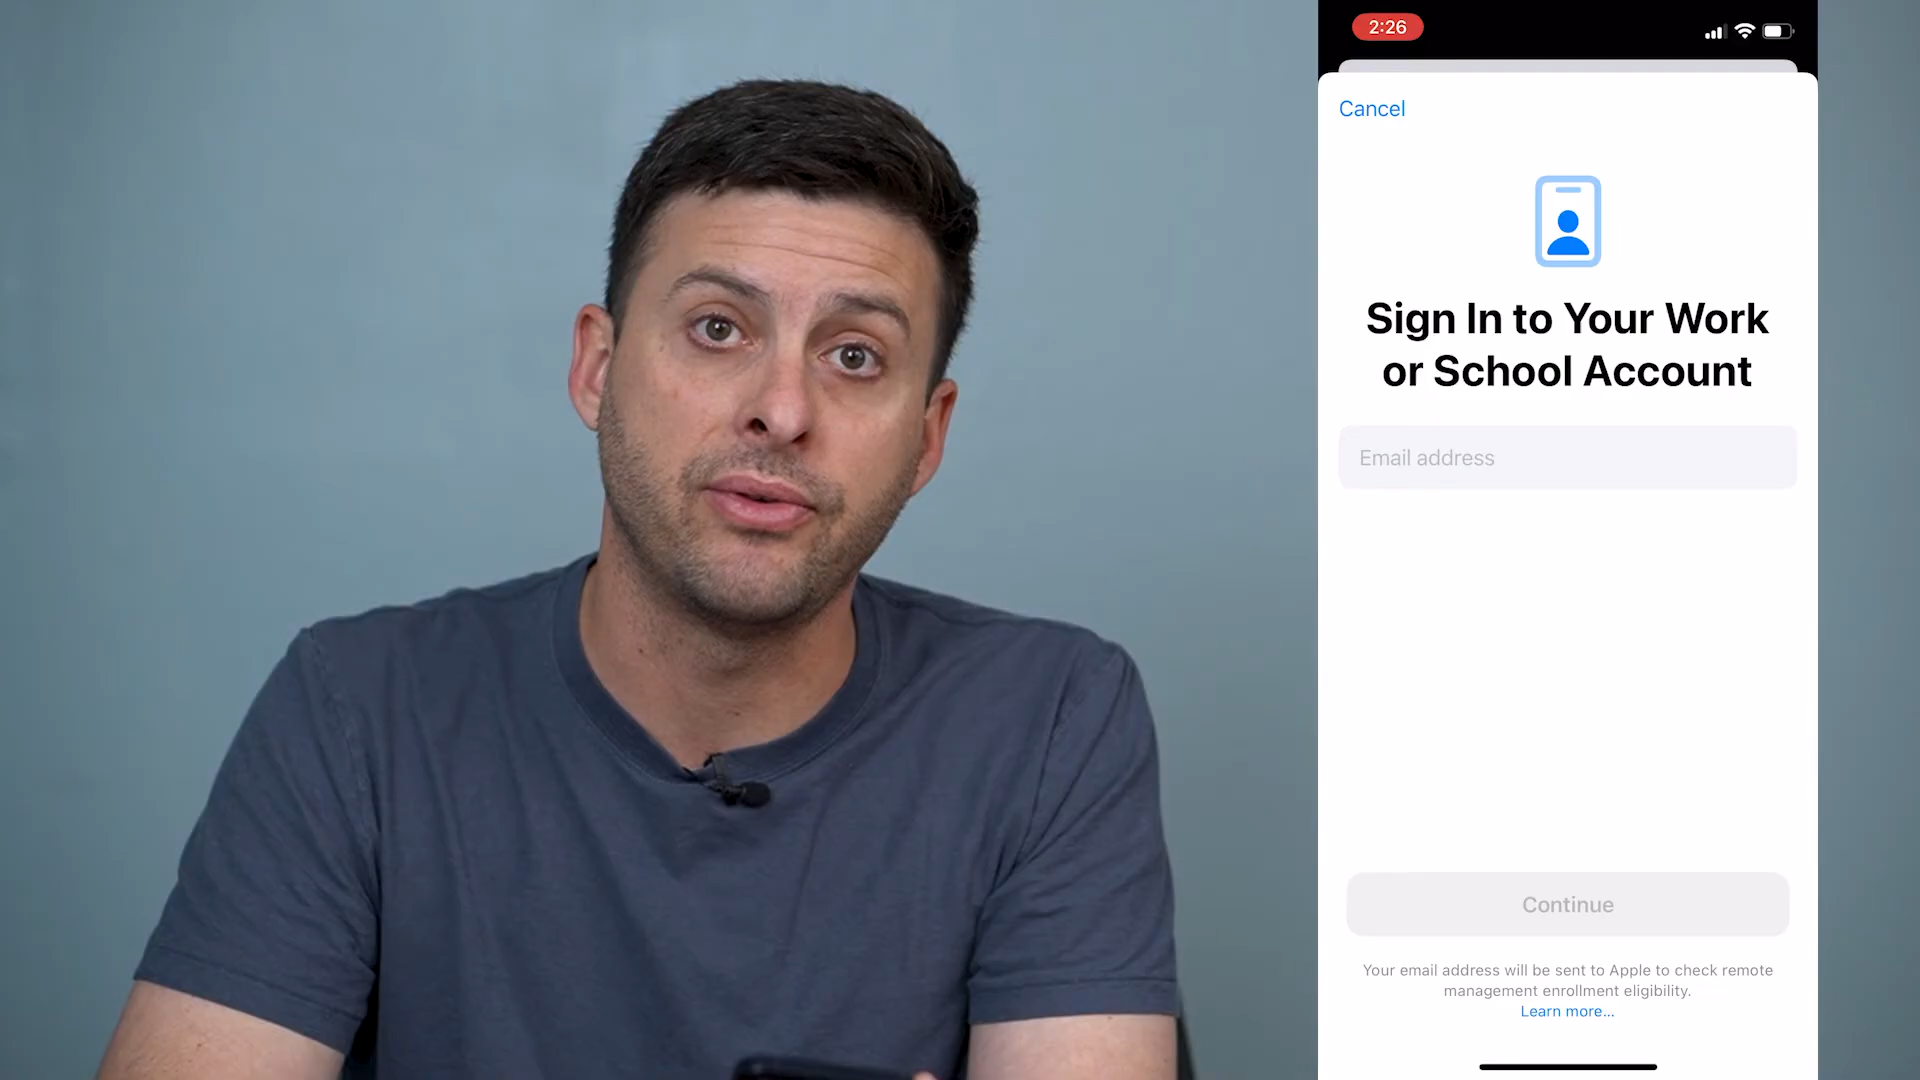 2:26
Cancel
Sign In to Your Work
or School Account
Email address
Continue
Your email address will be sent to Apple to check remote
management enrollment eligibility.
Learn more...